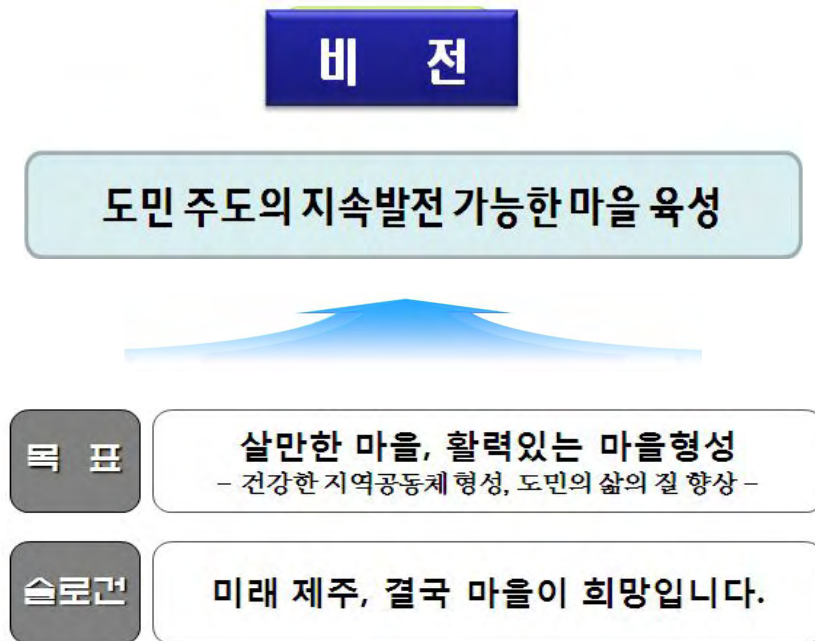 비 전
도민 주도의 지속발전 가능한 마을 육성
목 표
살만한 마을, 활력있는 마을형성
- 건강한 지역공동체 형성, 도민의 삶의 질 향상 -
슬로건
미래 제주, 결국 마을이 희망입니다.